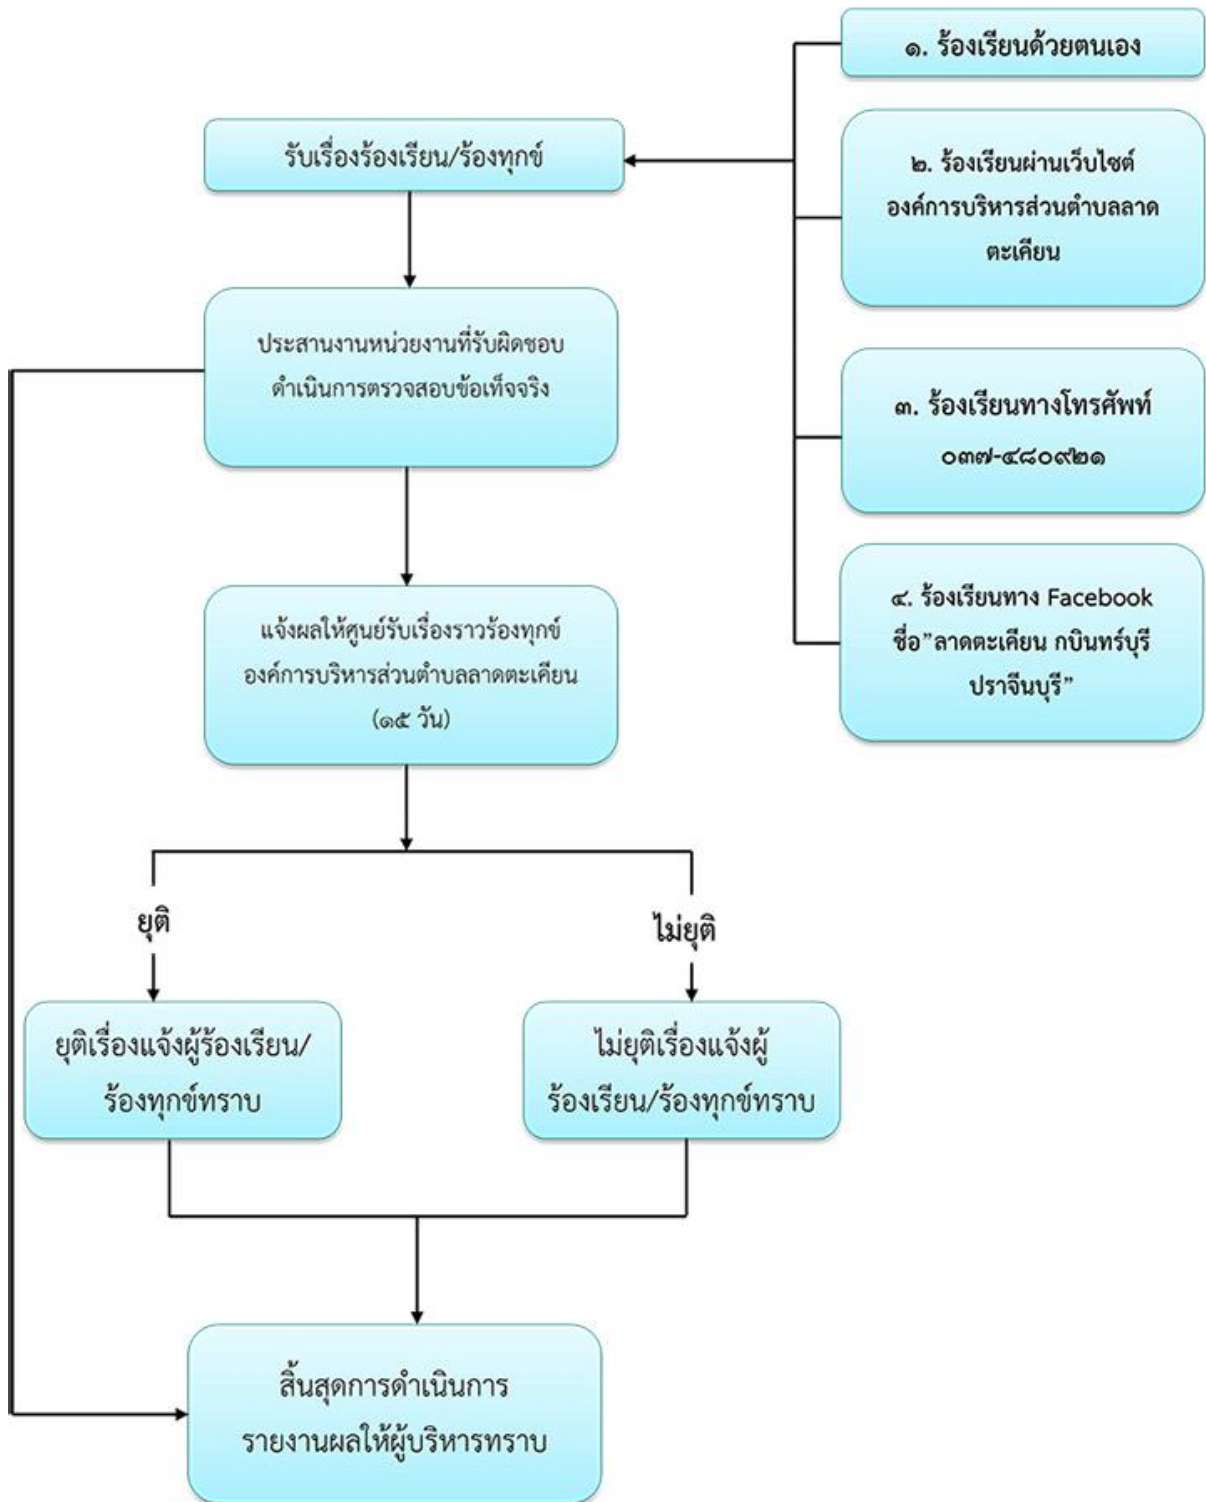 ๑. ร้องเรียนด้วยตนเอง
รับเรื่องร้องเรียน/ร้องทุกข์
๒. ร้องเรียนผ่านเว็บไซต์
องค์การบริหารส่วนตำบลลาด
ตะเคียน
ประสานงานหน่วยงานที่รับผิดชอบ
ดำเนินการตรวจสอบข้อเท็จจริง
๓. ร้องเรียนทางโทรศัพท์
๐๓๗-๔๘๐๙๒๑
แจ้งผลให้ศูนย์รับเรื่องราวร้องทุกข์
องค์การบริหารส่วนตำบลลาดตะเคียน
(๑๕ วัน)
๔. ร้องเรียนทาง Facebook
ชื่อ"ลาดตะเคียน กบินทร์บุรี
ปราจีนบุรี"
ยุติ
ไม่ยุติ
ยุติเรื่องแจ้งผู้ร้องเรียน/
ร้องทุกข์ทราบ
ไม่ยุติเรื่องแจ้งผู้
ร้องเรียน/ร้องทุกข์ทราบ
สิ้นสุดการดำเนินการ
รายงานผลให้ผู้บริหารทราบ